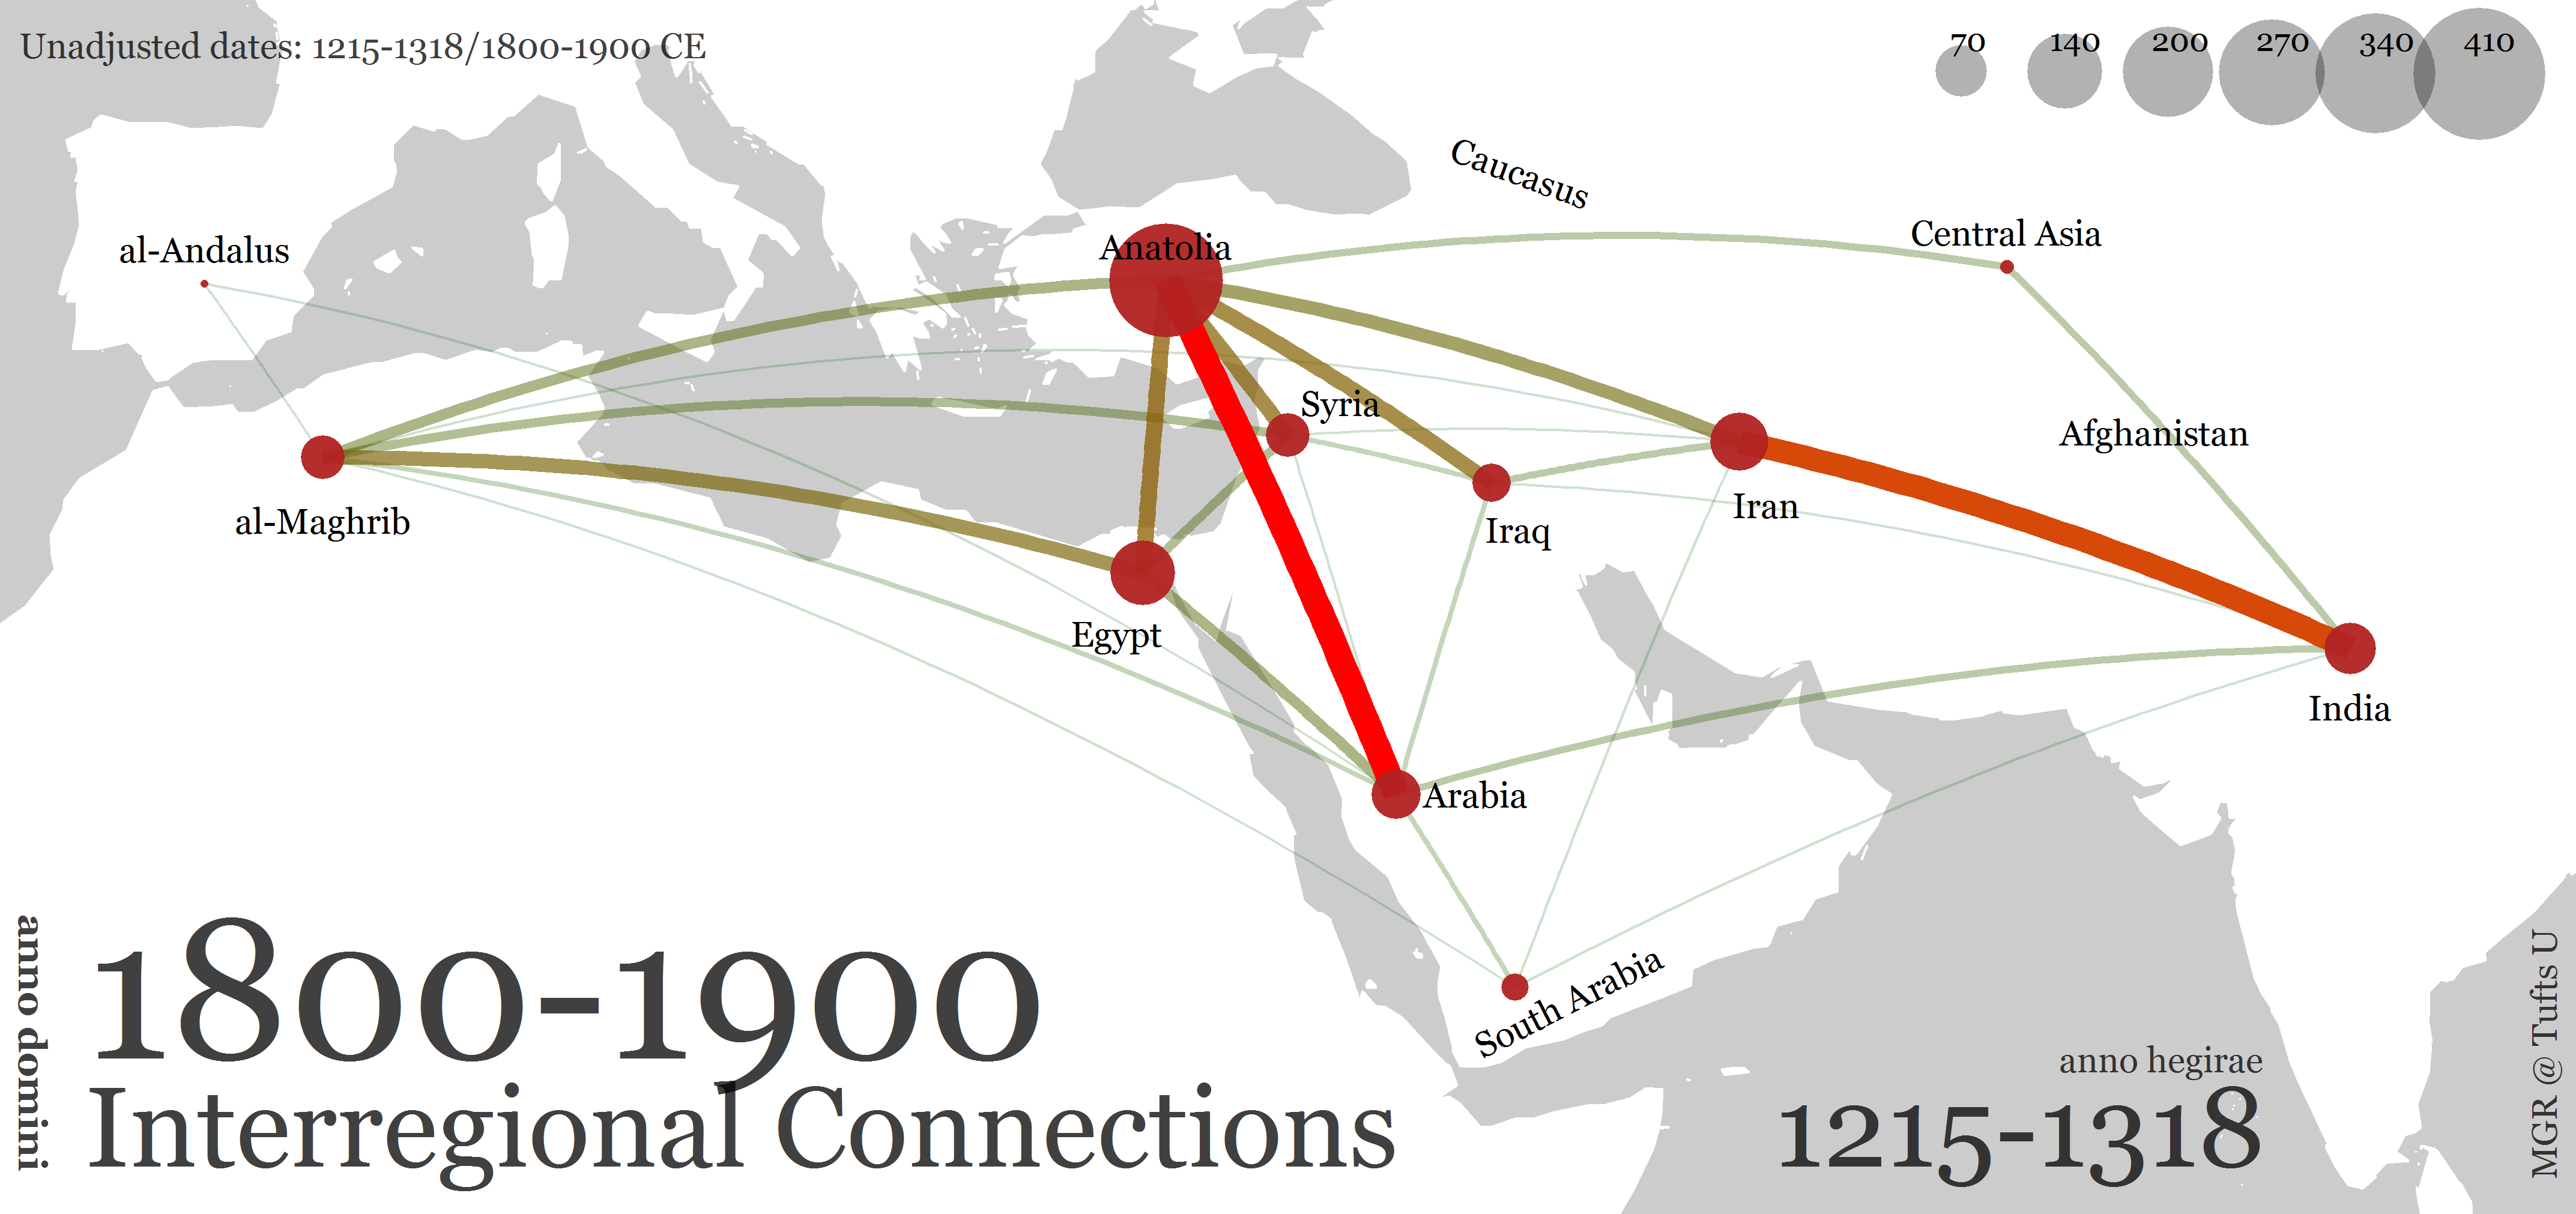 Unadjusted dates: 1215-1318/1800-1900 CE
70 140 200 270 340 410
Caucasus
al-Andalus
Anatolia
Central Asia
Syria
Afghanistan
al-Maghrib
Iraq
Iran
Egypt
India
Arabia
South Arabia
anno domini
1800-1900
Interregional Connections
anno hegirae
1215-1318
MGR @ Tufts U